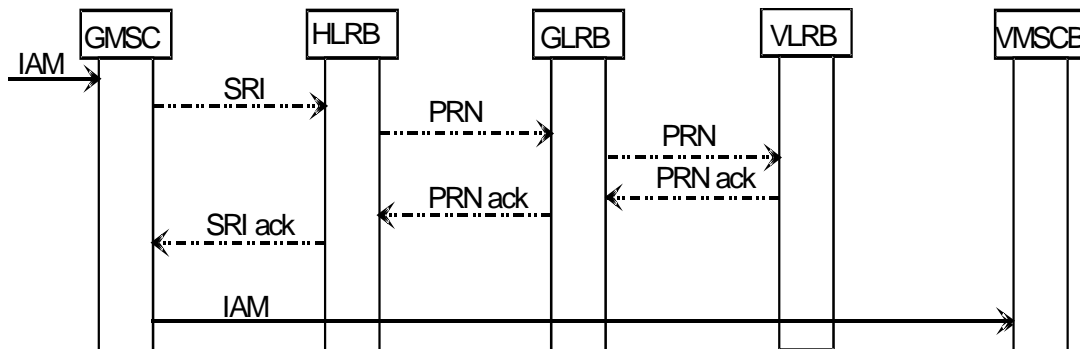 GMSC
HLRB
GLRB
VLRB
VMSCB
IAM
SRI
PRN
PRN
PRN ack
PRN ack
SRI ack
IAM